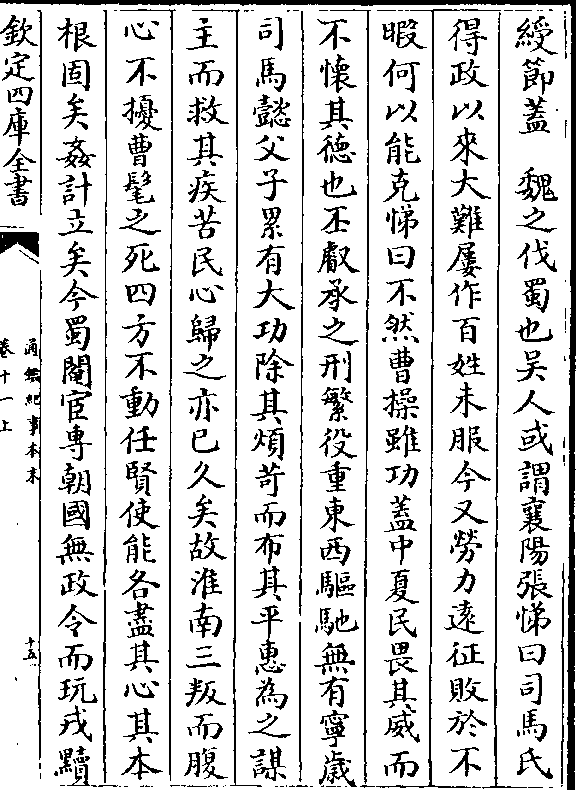 綬節蓋　魏之伐蜀也吴人或謂襄陽張悌曰司馬氏
得政以來大難屢作百姓未服今又勞力遠征敗於不
暇何以能克悌曰不然曹操雖功蓋中夏民畏其威而
不懷其徳也丕叡承之刑繁役重東西驅馳無有寧歲
司馬懿父子累有大功除其煩苛而布其平惠為之謀
主而救其疾苦民心歸之亦已久矣故淮南三叛而腹
心不擾曹髦之死四方不動任賢使能各盡其心其本
根固矣姦計立矣今蜀閹宦專朝國無政令而玩戎黷
欽定四庫全書
通鑑紀事本末
卷十一上
十五